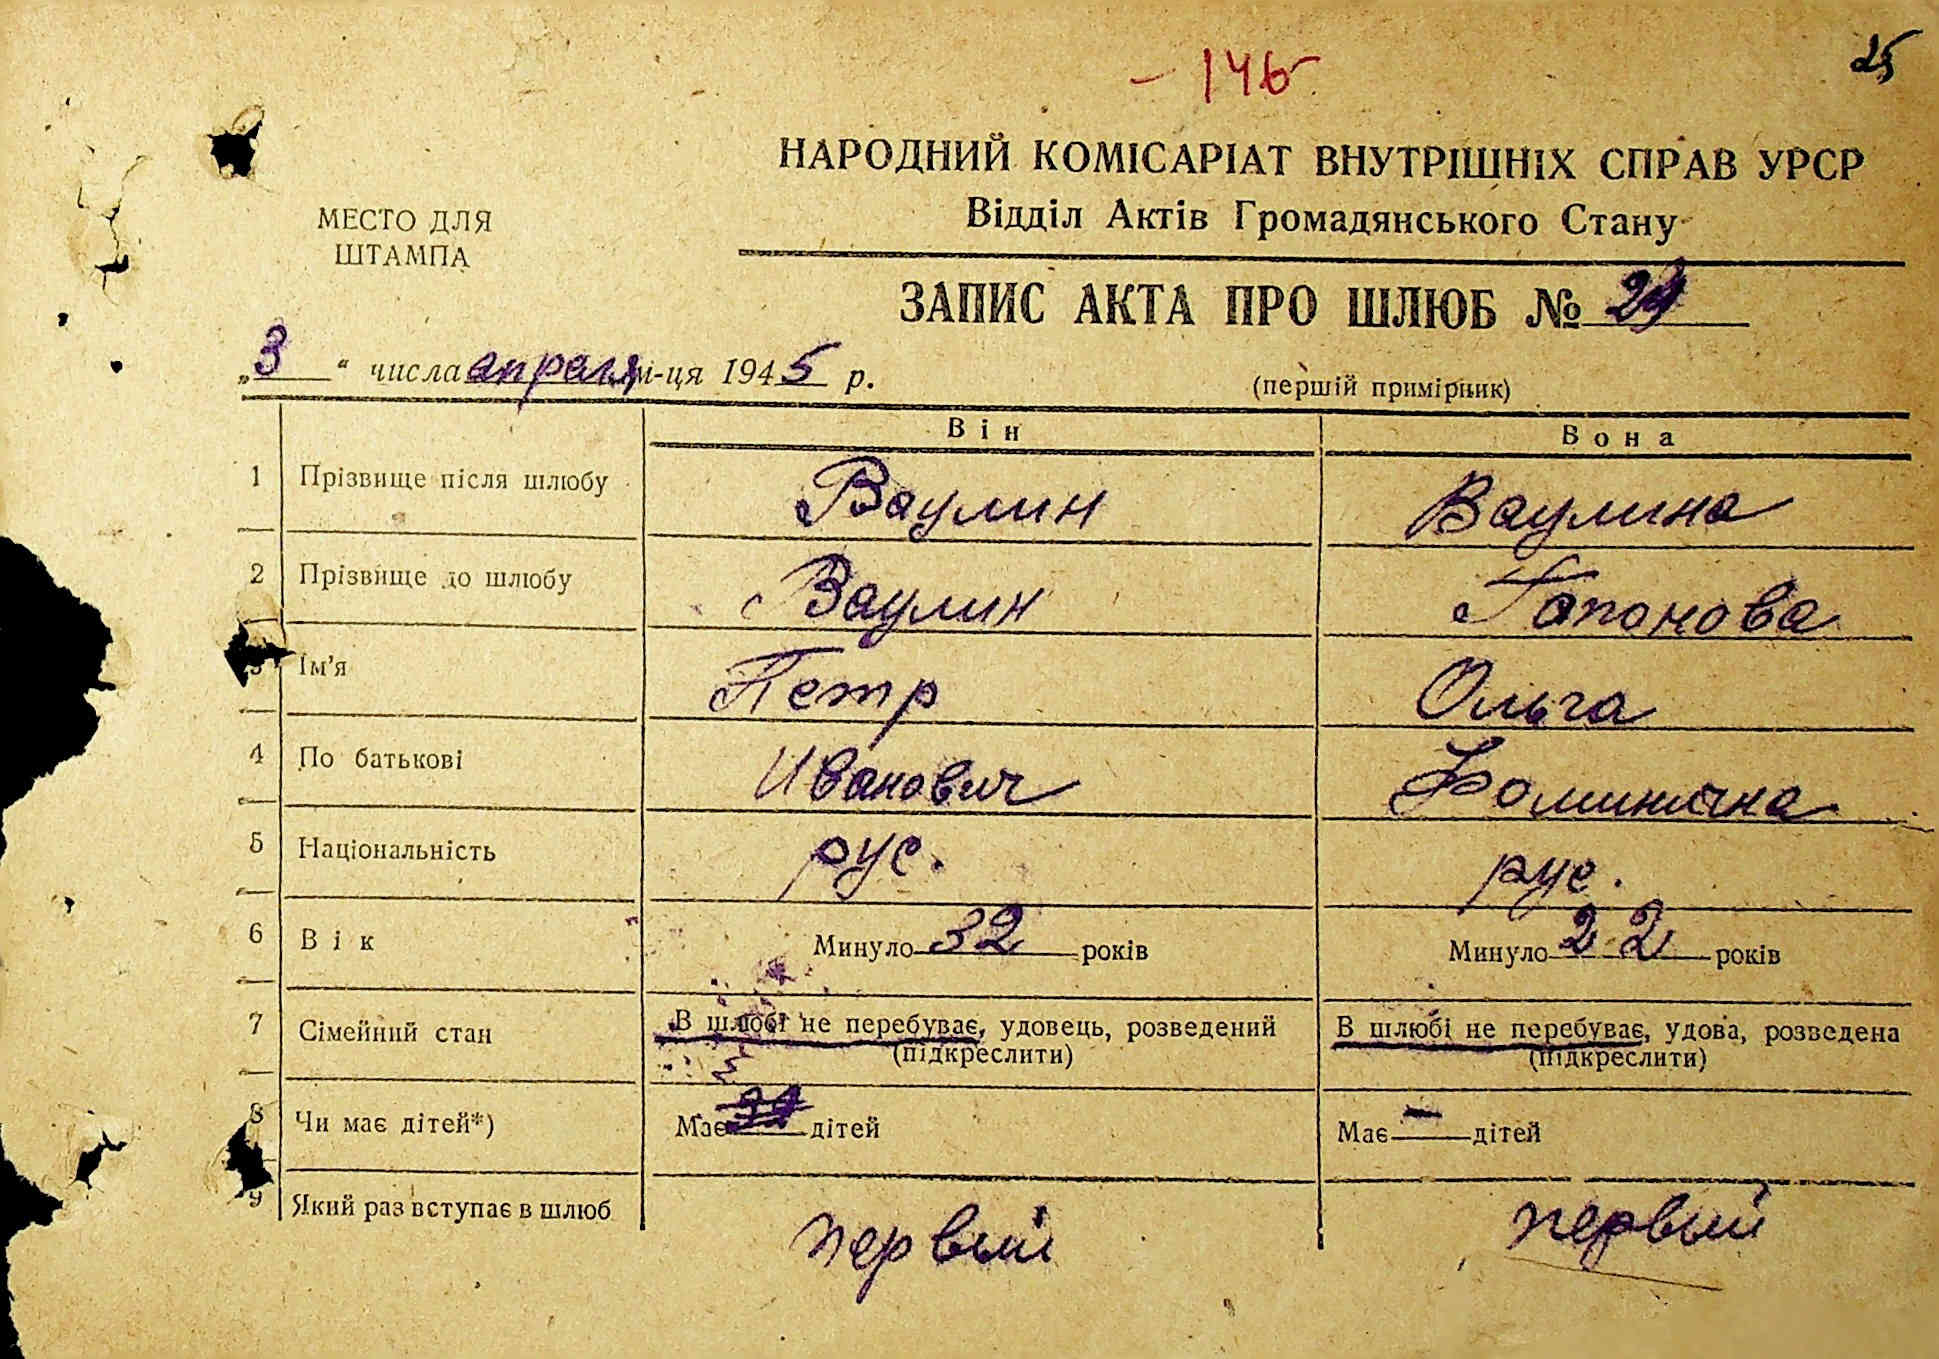 - 146 -
25
НАРОДНИЙ КОМІСАРІАТ ВНУТРІШНІХ СПРАВ УРСР
Відділ Актів Громадянського Стану
МЕСТО ДЛЯ
ШТАМПА
ЗАПИС АКТА ПРО ШЛЮБ №
„3“ числа апреля м-ця 1945 р.
(першій примірник)
Він Вона
1 Прізвище після шлюбу Ваулин Ваулина
2 Прізвище до шлюбу Ваулин Гапонова
3 Ім'я Петр Ольга
4 По батькові Иванович Фоминична
5 Національність рус. рус.
6 Вік Минуло 32 років Минуло 22 років
7 Сімейний стан В шлюбі не перебуває, удовець, розведений В шлюбі не перебуває, удова, розведена
(підкреслити) (підкреслити)
8 Чи має дітей*) Має дітей Має — дітей
9 Який раз вступає в шлюб первый первый